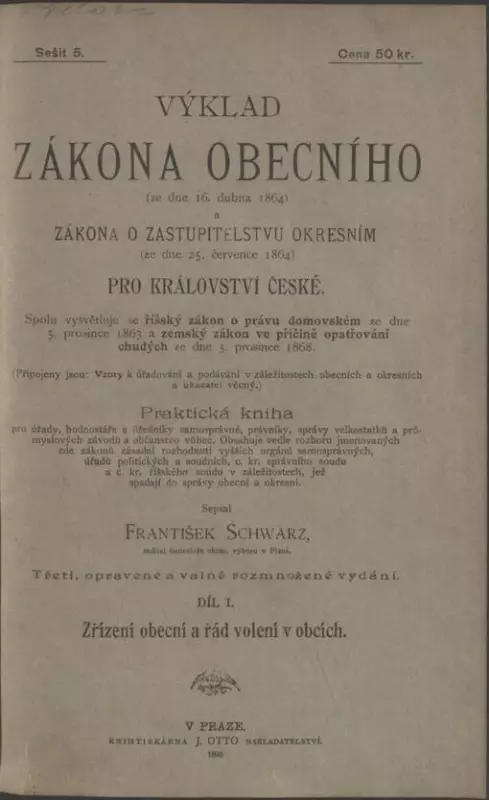 Sešit 5.
Cena 50 kr.
VÝKLAD
ZÁKONA OBECNÍHO
(ze dne 16. dubna 1864)
a
ZÁKONA O ZASTUPITELSTVU OKRESNÍM
(ze dne 25. července 1864)
PRO KRÁLOVSTVÍ ČESKÉ.
Spolu vysvětluje se říšský zákon o právu domovském ze dne
3. prosince 1863 a zemský zákon ve příčině opatřování
chudých ze dne 3. prosince 1868.
(Připojeny jsou: Vzory k úřadování a podávání v záležitostech obecních a okresních
a ukazatel věcný.)
Praktická kniha
pro úřady, hodnostáře a úředníky samosprávné, právníky, správy velkostatků a prů-
myslových závodů a občanstvo vůbec. Obsahuje vedle rozboru jmenovaných
zde zákonů zásadní rozhodnutí vyšších orgánů samosprávných,
úřadů politických a soudních, c. kr. správního soudu
a c. kr. říšského soudu v záležitostech, jež
spadají do správy obecní a okresní.
Sepsal
FRANTIŠEK SCHWARZ,
okres. výboru v Plzni.
Třetí, opravené a valně rozmnožené vydání.
DÍL I.
Zřízení obecní a řád volení v obcích.
V PRAZE.
KNIHTISKÁRNA J. OTTO NAKLADATELSTVÍ.